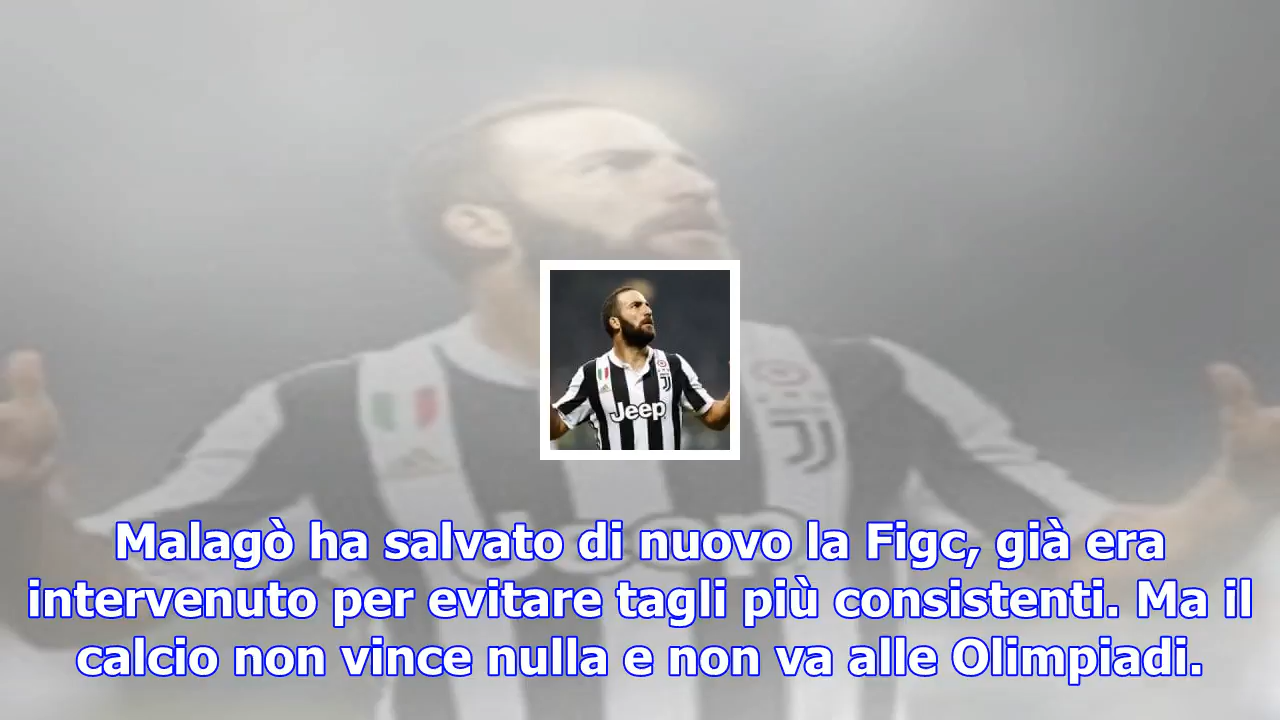 Jeep
Malagò ha salvato di nuovo la Figc, già era
intervenuto per evitare tagli più consistenti. Ma il
calcio non vince nulla e non va alle Olimpiadi.